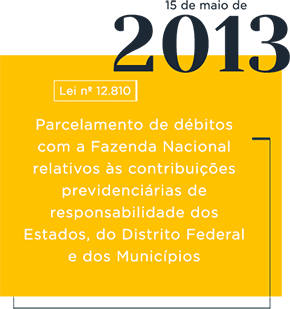 15 de maio de
2013
Lei nº 12.810
Parcelamento de débitos
com a Fazenda Nacional
relativos às contribuições
previdenciárias de
responsabilidade dos
Estados, do Distrito Federal
e dos Municípios